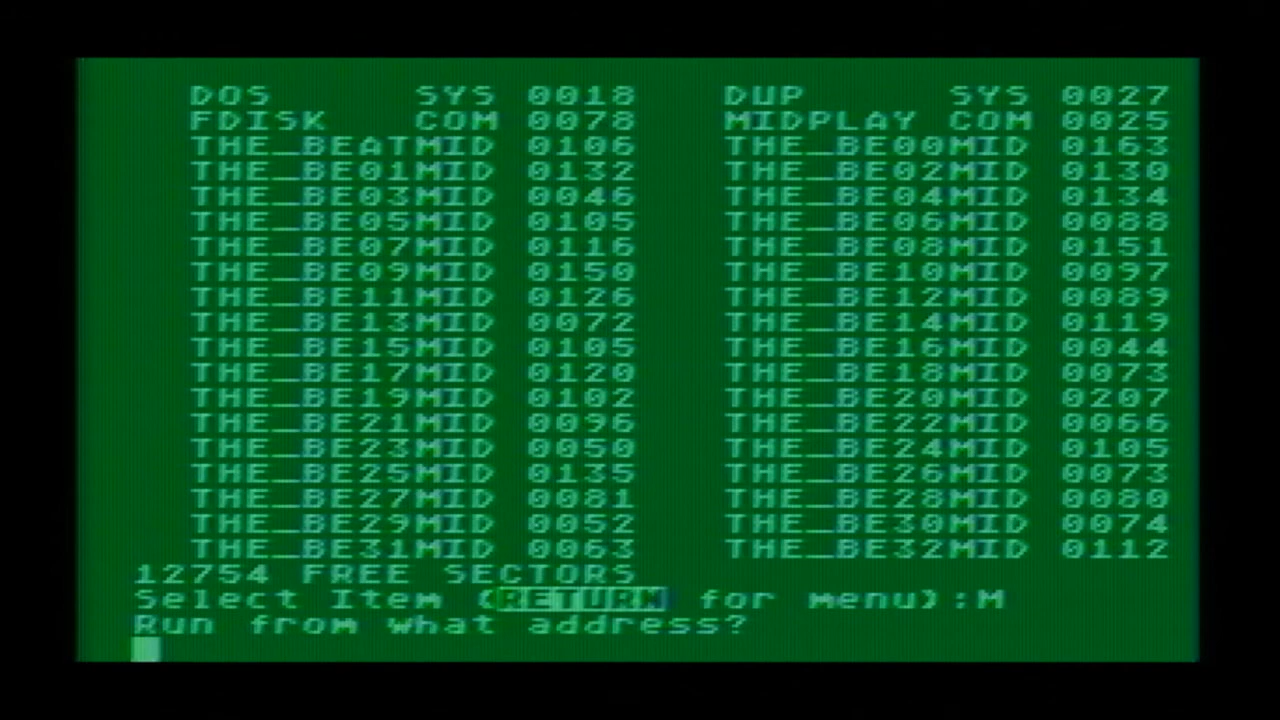 DOS      SYS 0018   DUP      SYS 0027
FDISK    COM 0078   MIDPLAY  COM 0025
THE_BEATMID 0106   THE_BE00MID 0163
THE_BE01MID 0132   THE_BE02MID 0130
THE_BE03MID 0046   THE_BE04MID 0134
THE_BE05MID 0105   THE_BE06MID 0088
THE_BE07MID 0116   THE_BE08MID 0151
THE_BE09MID 0150   THE_BE10MID 0097
THE_BE11MID 0126   THE_BE12MID 0089
THE_BE13MID 0072   THE_BE14MID 0119
THE_BE15MID 0105   THE_BE16MID 0044
THE_BE17MID 0120   THE_BE18MID 0073
THE_BE19MID 0102   THE_BE20MID 0207
THE_BE21MID 0096   THE_BE22MID 0066
THE_BE23MID 0050   THE_BE24MID 0105
THE_BE25MID 0135   THE_BE26MID 0073
THE_BE27MID 0081   THE_BE28MID 0080
THE_BE29MID 0052   THE_BE30MID 0074
THE_BE31MID 0063   THE_BE32MID 0112
12754 FREE SECTORS
Select Item (RETURN for menu):M
Run from what address?